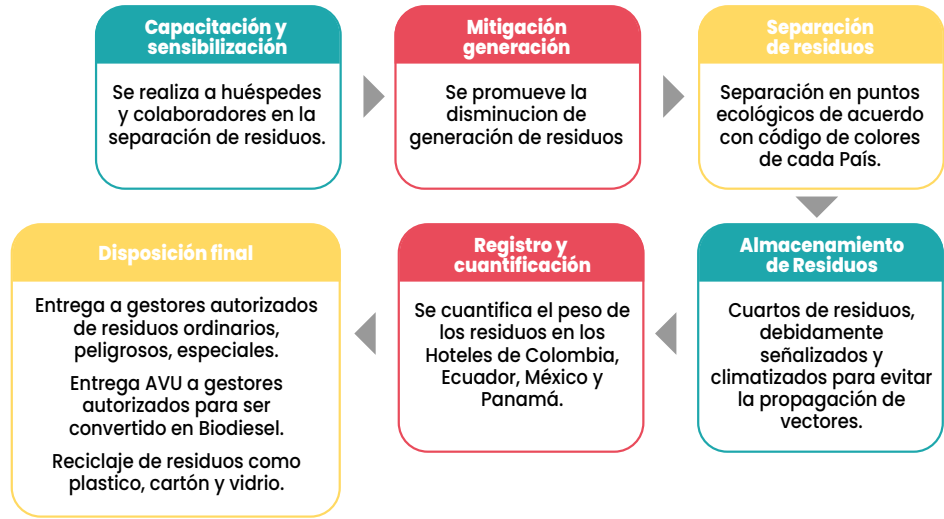 Capacitación y
sensibilización
Se realiza a huéspedes
y colaboradores en la
separación de residuos.
Mitigación
generación
Se promueve la
disminucion de
generación de residuos
Separación
de residuos
Separación en puntos
ecológicos de acuerdo
con código de colores
de cada País.
Almacenamiento
de Residuos
Cuartos de residuos,
debidamente
señalizados y
climatizados para evitar
la propagación de
vectores.
Registro y
cuantificación
Se cuantifica el peso de
los residuos en los
Hoteles de Colombia,
Ecuador, México y
Panamá.
Disposición final
Entrega a gestores autorizados
de residuos ordinarios,
peligrosos, especiales.
Entrega AVU a gestores
autorizados para ser
convertido en Biodiesel.
Reciclaje de residuos como
plastico, cartón y vidrio.